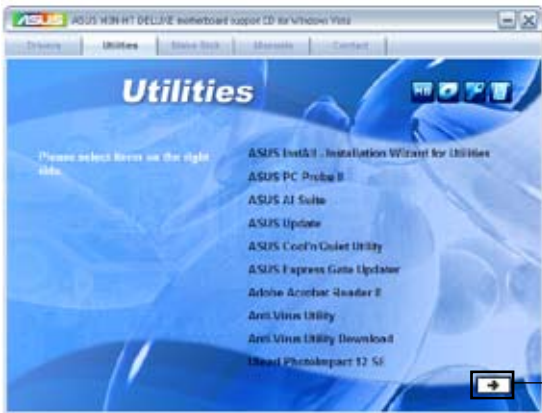 ASUS M3N-HT DELUXE motherboard support CD for Windows Vista
Drivers Utilities Make Disk Manuals Contact
Utilities
Please select items on the right
side.
ASUS InstAll - Installation Wizard for Utilities
ASUS PC Probe II
ASUS AI Suite
ASUS Update
ASUS Cool'n'Quiet Utility
ASUS Express Gate Updater
Adobe Acrobat Reader 8
Anti-Virus Utility
Anti-Virus Utility Download
Ulead PhotoImpact 12 SE